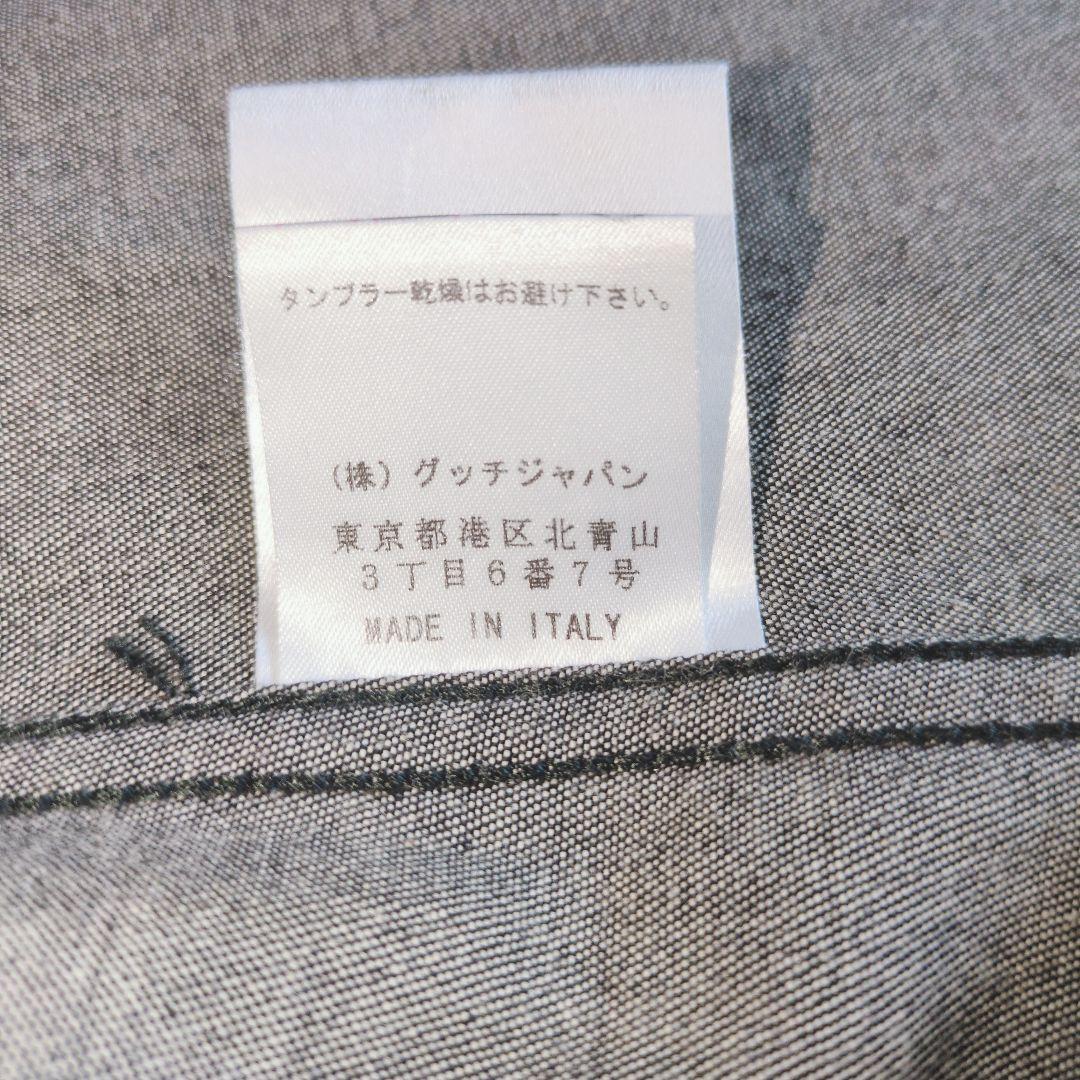 タンブラー乾燥はお避け下さい。
(株) グッチジャパン
東京都港区北青山
3丁目6番7号
MADE IN ITALY